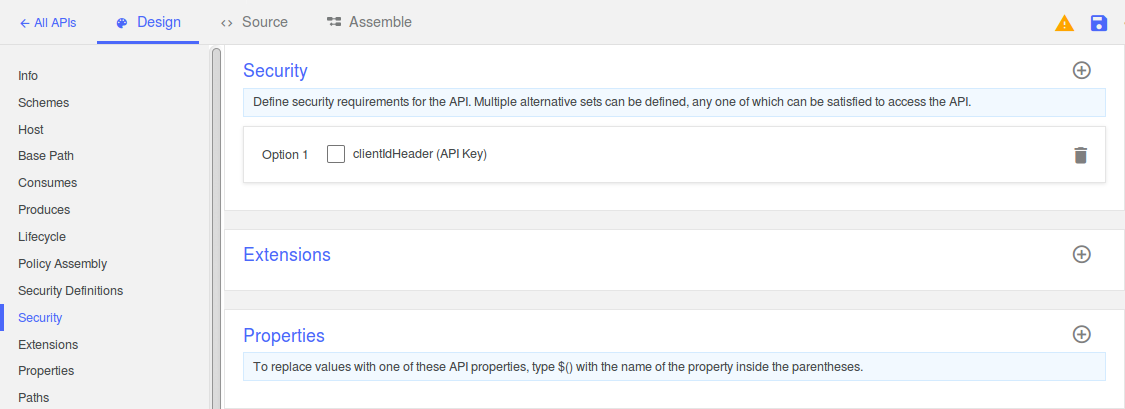 All APIs
Design
Source
Assemble
Info
Schemes
Host
Base Path
Consumes
Produces
Lifecycle
Policy Assembly
Security Definitions
Security
Extensions
Properties
Paths
Security
Define security requirements for the API. Multiple alternative sets can be defined, any one of which can be satisfied to access the API.
Option 1 clientIdHeader (API Key)
Extensions
Properties
To replace values with one of these API properties, type $() with the name of the property inside the parentheses.